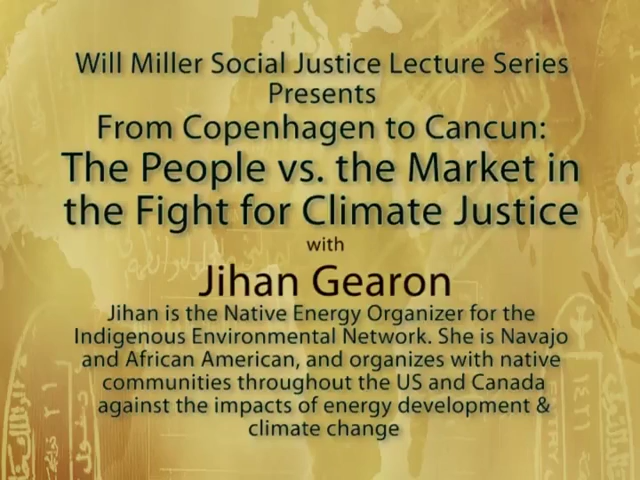 Will Miller Social Justice Lecture Series
Presents
From Copenhagen to Cancun:
The People vs. the Market in
the Fight for Climate Justice
with
Jihan Gearon
Jihan is the Native Energy Organizer for the
Indigenous Environmental Network. She is Navajo
and African American, and organizes with native
communities throughout the US and Canada
against the impacts of energy development &
climate change